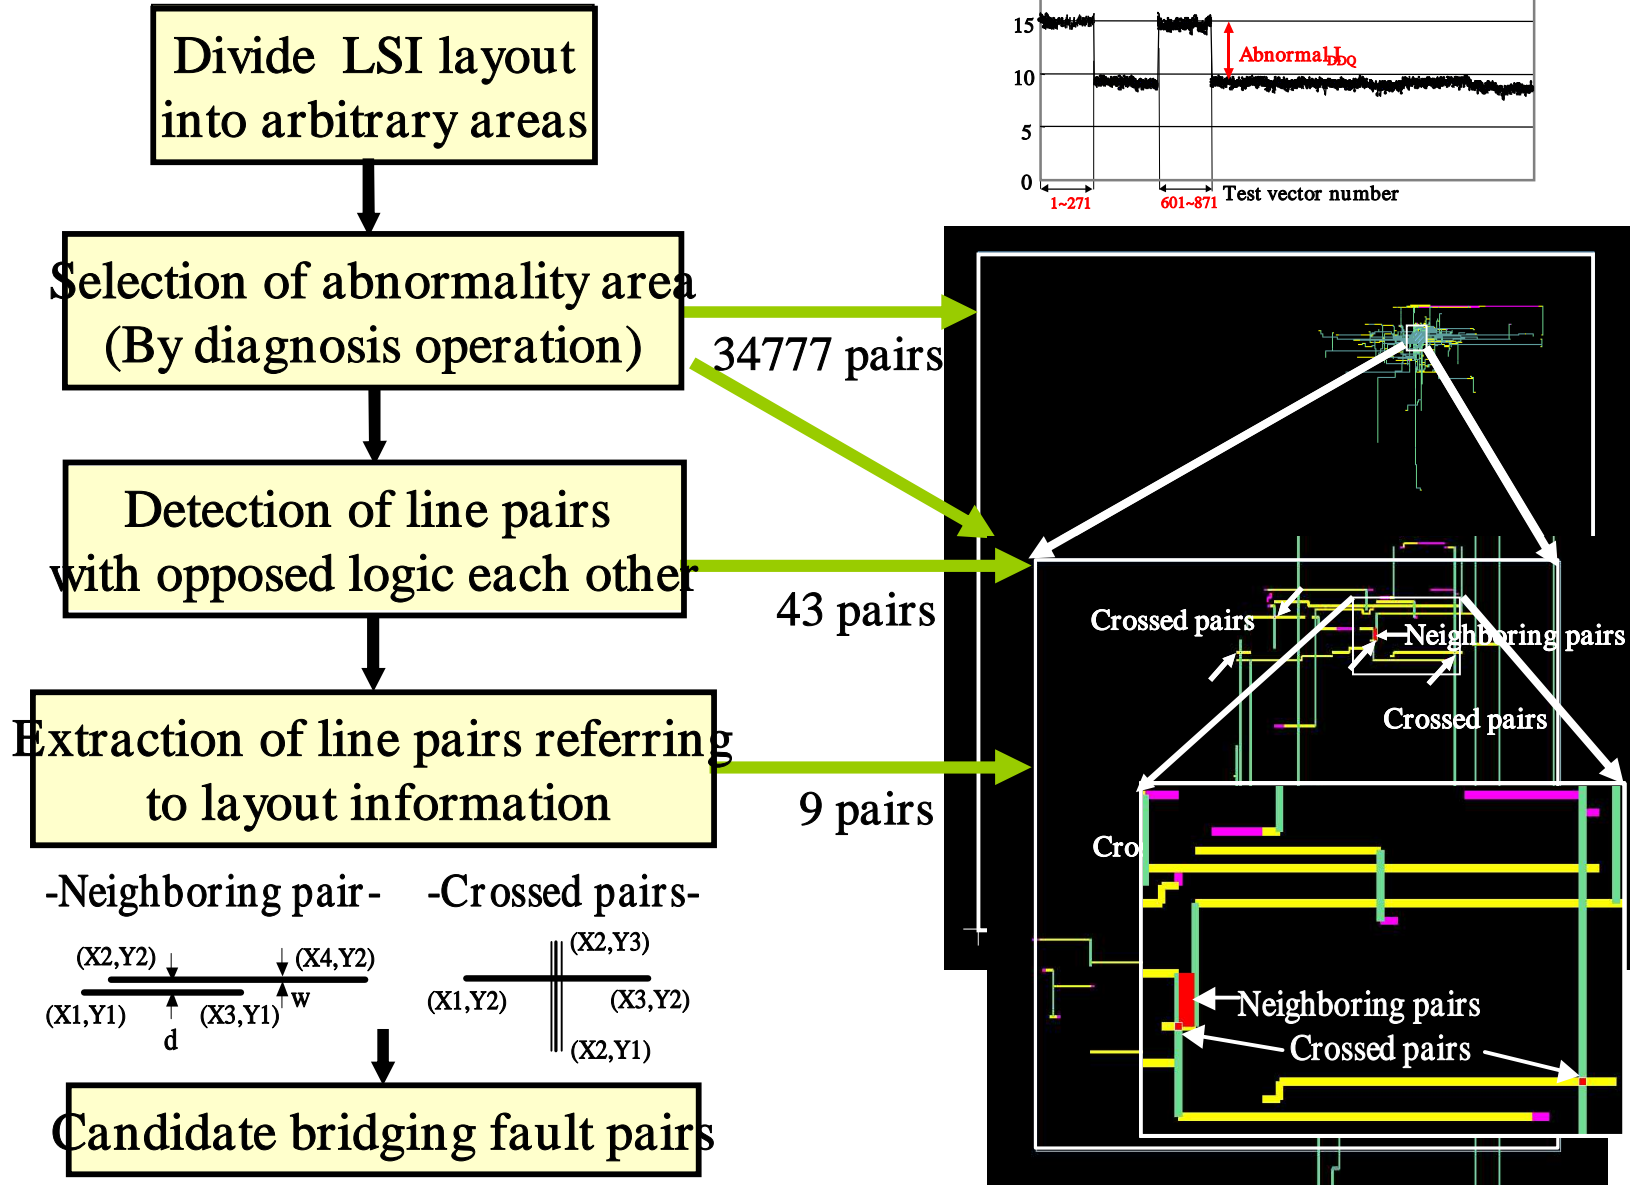 Divide LSI layout
into arbitrary areas
Selection of abnormality area
(By diagnosis operation)
34777 pairs
Detection of line pairs
with opposed logic each other
43 pairs
Extraction of line pairs referring
to layout information
9 pairs
-Neighboring pair-
-Crossed pairs-
(X2,Y2)
(X4,Y2)
(X1,Y1)
(X3,Y1)
w
d
(X2,Y3)
(X1,Y2)
(X3,Y2)
(X2,Y1)
Candidate bridging fault pairs
15
10
5
0
Abnormal IDDQ
1~271
601~871
Test vector number
Crossed pairs
Neighboring pairs
Crossed pairs
Cro
Neighboring pairs
Crossed pairs